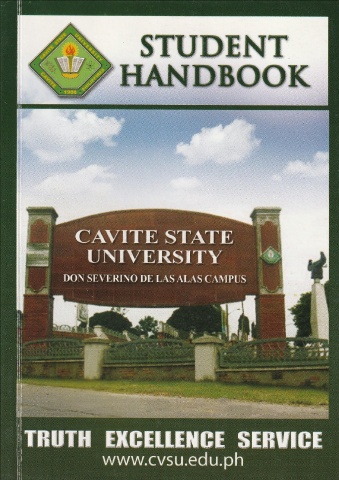 STUDENT
HANDBOOK
CAVITE STATE
UNIVERSITY
DON SEVERINO DE LAS ALAS CAMPUS
TRUTH EXCELLENCE SERVICE
www.cvsu.edu.ph